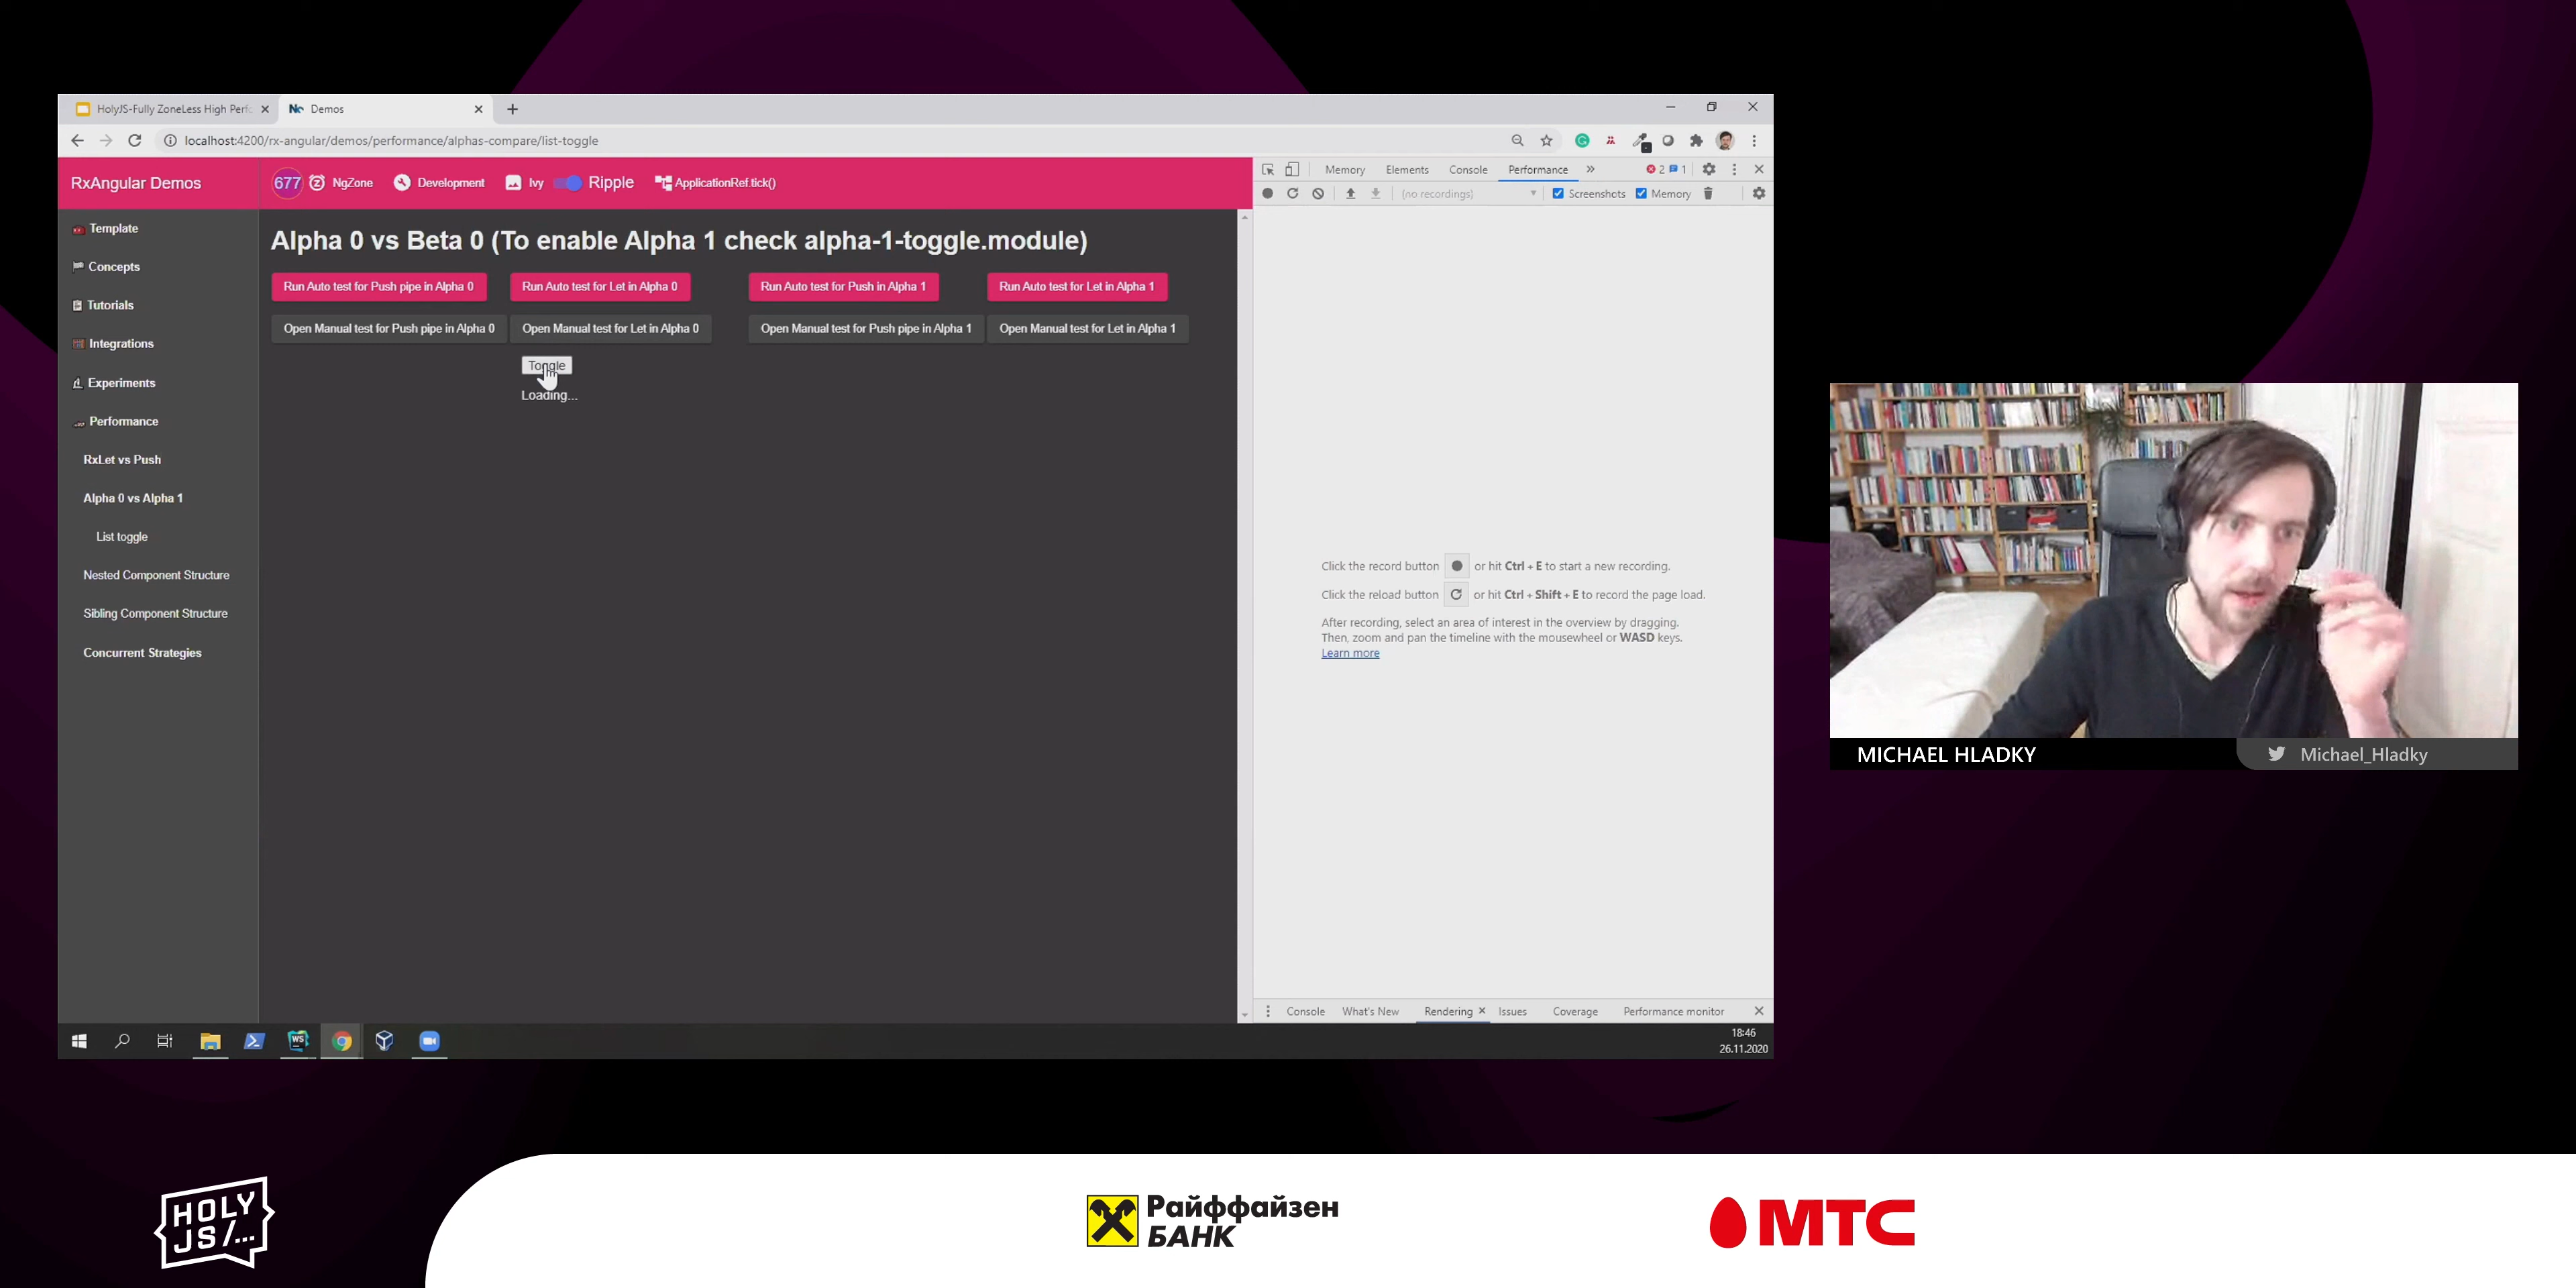 HolyJS-Fully ZoneLess High Perf
Demos
localhost:4200/rx-angular/demos/performance/alphas-compare/list-toggle
RxAngular Demos
677
NgZone
Development
Ivy
Ripple
ApplicationRef.tick()
Memory
Elements
Console
Performance
2
1
(no recordings)
Screenshots
Memory
Template
Concepts
Tutorials
Integrations
Experiments
Performance
RxLet vs Push
Alpha 0 vs Alpha 1
List toggle
Nested Component Structure
Sibling Component Structure
Concurrent Strategies
Alpha 0 vs Beta 0 (To enable Alpha 1 check alpha-1-toggle.module)
Run Auto test for Push pipe in Alpha 0
Run Auto test for Let in Alpha 0
Run Auto test for Push in Alpha 1
Run Auto test for Let in Alpha 1
Open Manual test for Push pipe in Alpha 0
Open Manual test for Let in Alpha 0
Open Manual test for Push pipe in Alpha 1
Open Manual test for Let in Alpha 1
Toggle
Loading...
Click the record button or hit Ctrl + E to start a new recording.
Click the reload button or hit Ctrl + Shift + E to record the page load.
After recording, select an area of interest in the overview by dragging.
Then, zoom and pan the timeline with the mousewheel or WASD keys.
Learn more
Console
What's New
Rendering
Issues
Coverage
Performance monitor
WS
18:46
26.11.2020
MICHAEL HLADKY
Michael_Hladky
HOLY
JS/...
Райффайзен
БАНК
МТС